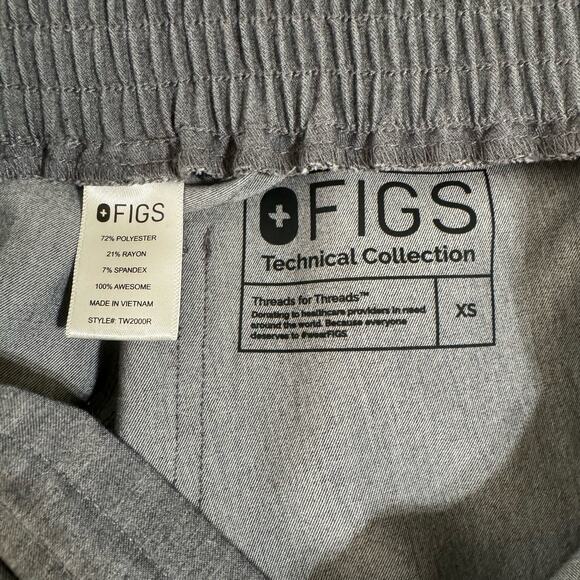 FIGS
72% POLYESTER
21% RAYON
7% SPANDEX
100% AWESOME
MADE IN VIETNAM
STYLE#: TW2000R
FIGS
Technical Collection
Threads for Threads™
Donating to healthcare providers in need
around the world. Because everyone
deserves to #wearFIGS.
XS